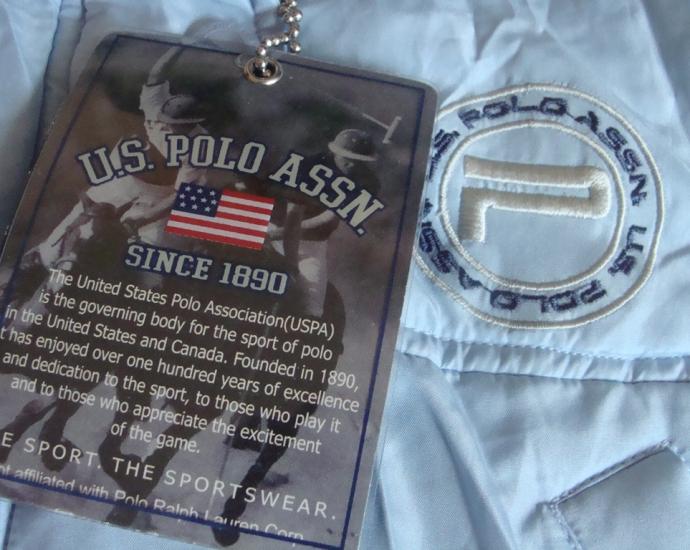 U.S. POLO ASSN.
SINCE 1890
The United States Polo Association(USPA)
is the governing body for the sport of polo
in the United States and Canada. Founded in 1890,
t has enjoyed over one hundred years of excellence
and dedication to the sport, to those who play it
and to those who appreciate the excitement
of the game.
E SPORT. THE SPORTSWEAR.
ot affiliated with Polo Ralph Lauren Corp
POLO ASSN. U.S. POLO ASS